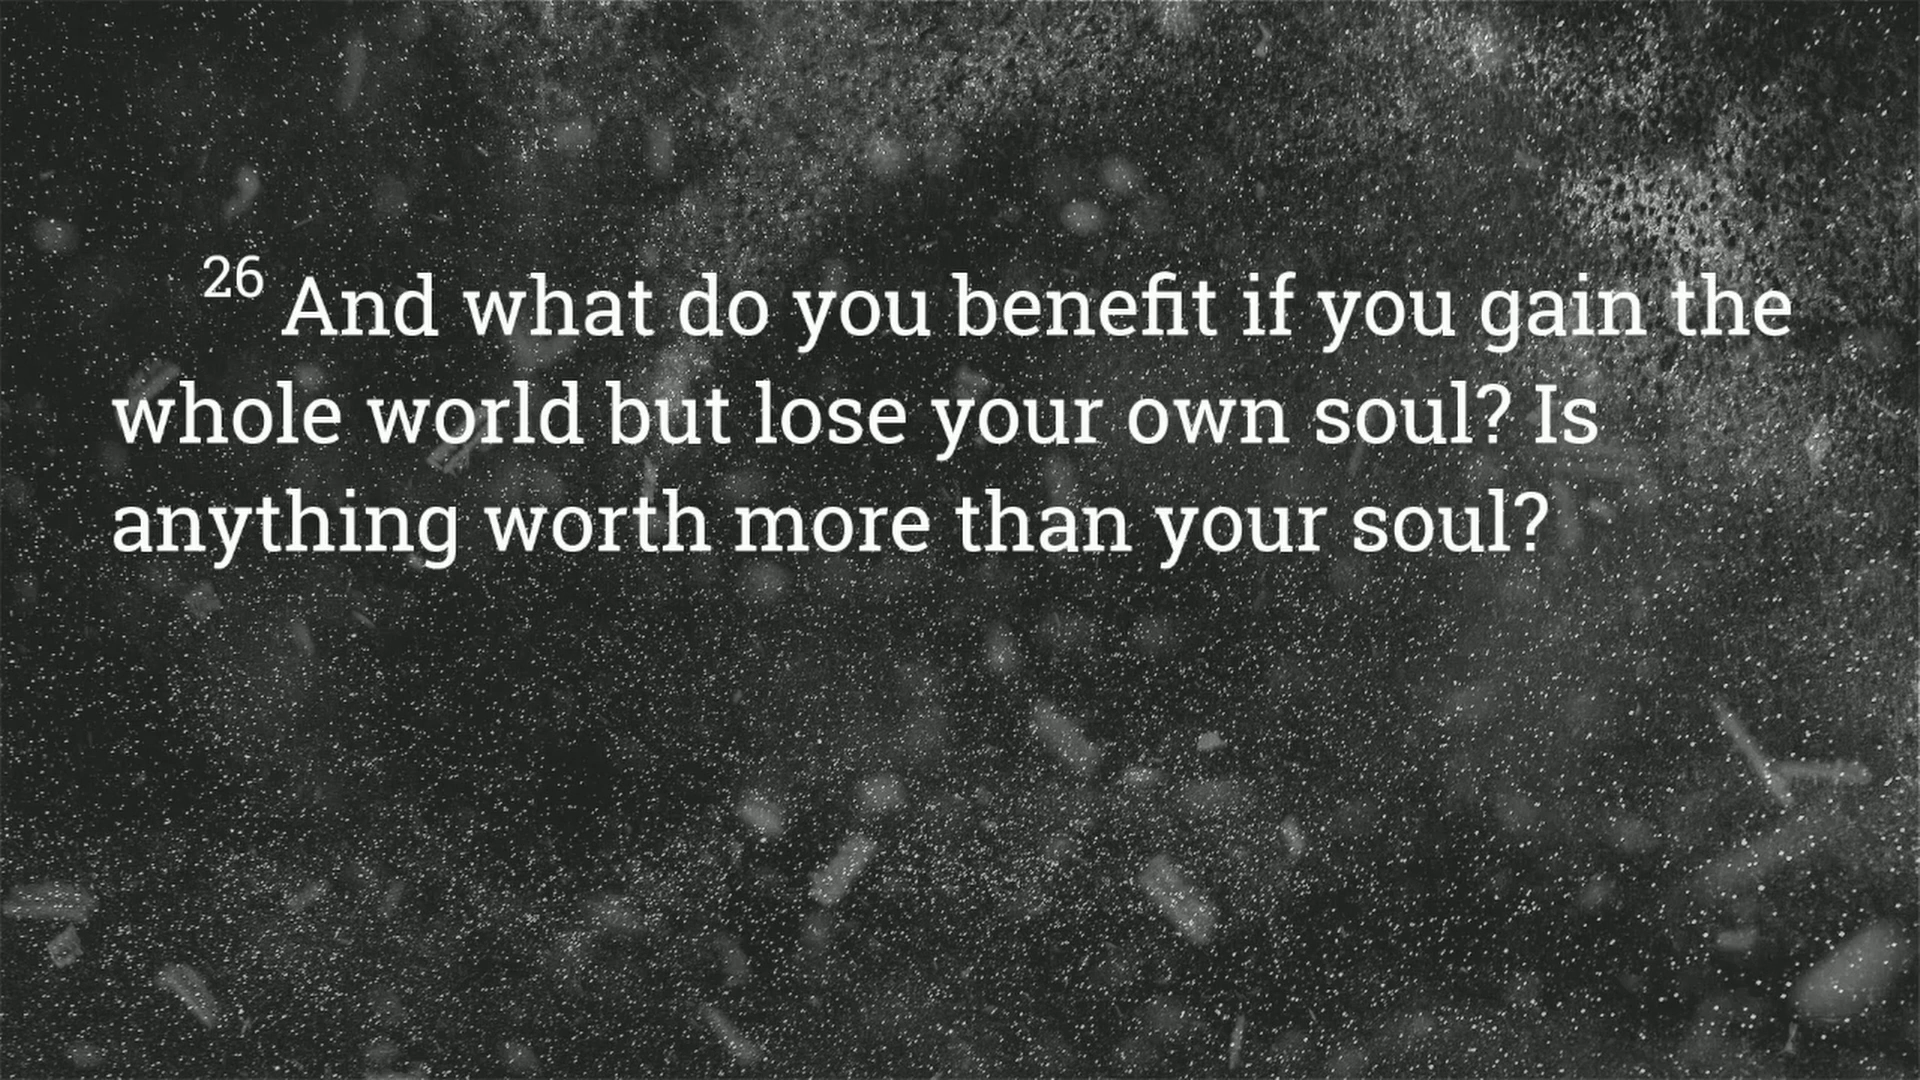 26 And what do you benefit if you gain the
whole world but lose your own soul? Is
anything worth more than your soul?